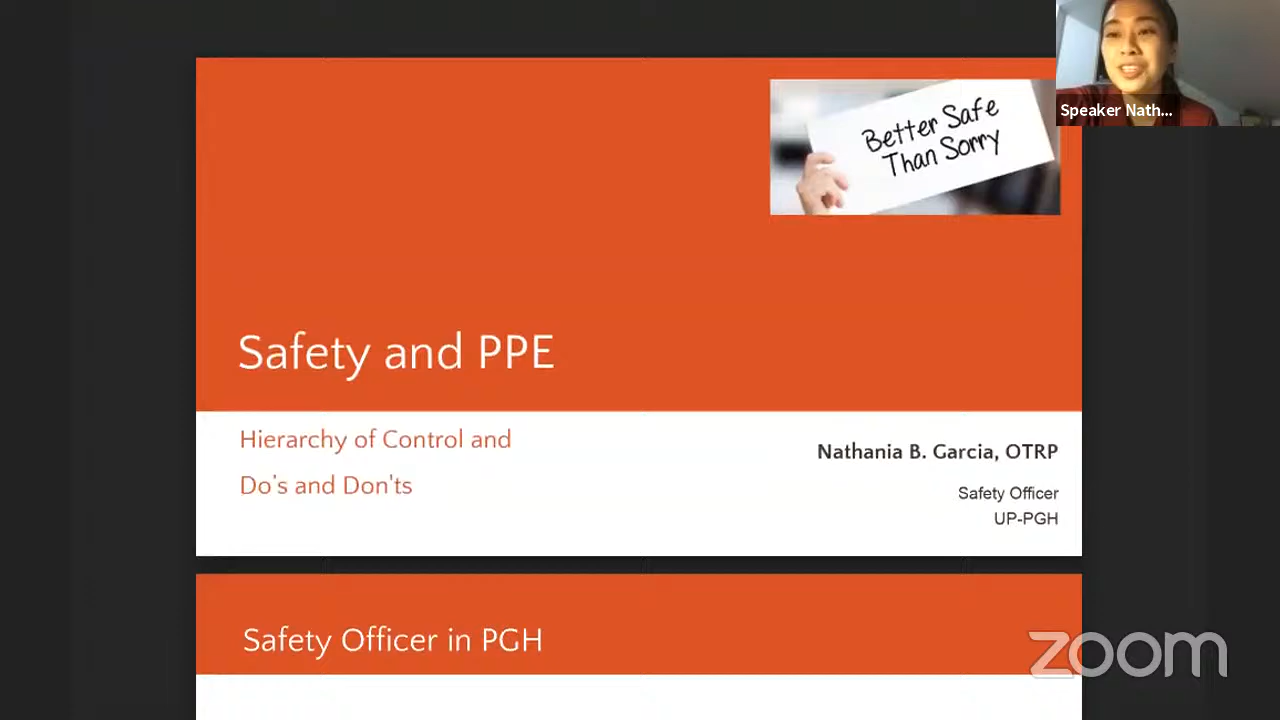 Better Safe
Than Sorry
Speaker Nath...
Safety and PPE
Hierarchy of Control and
Do's and Don'ts
Nathania B. Garcia, OTRP
Safety Officer
UP-PGH
Safety Officer in PGH
zoom